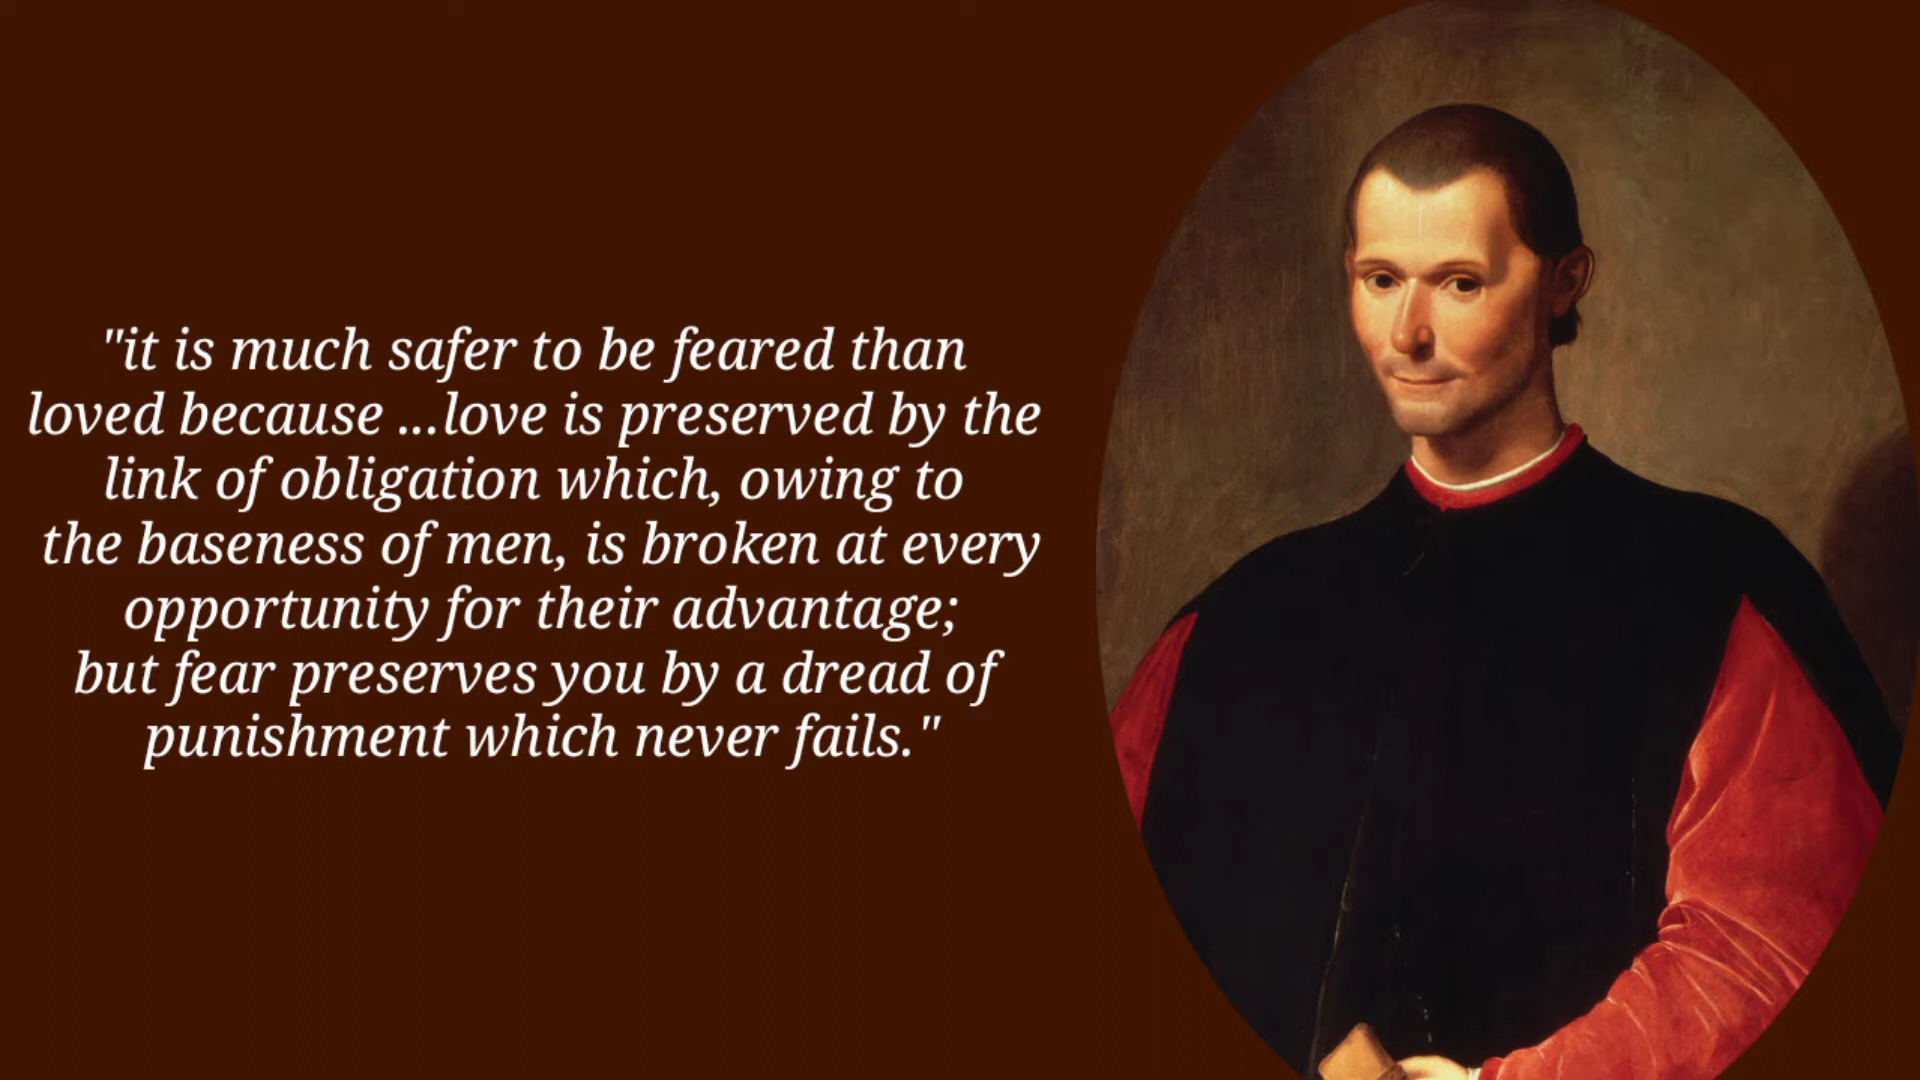 "it is much safer to be feared than
loved because ...love is preserved by the
link of obligation which, owing to
the baseness of men, is broken at every
opportunity for their advantage;
but fear preserves you by a dread of
punishment which never fails."